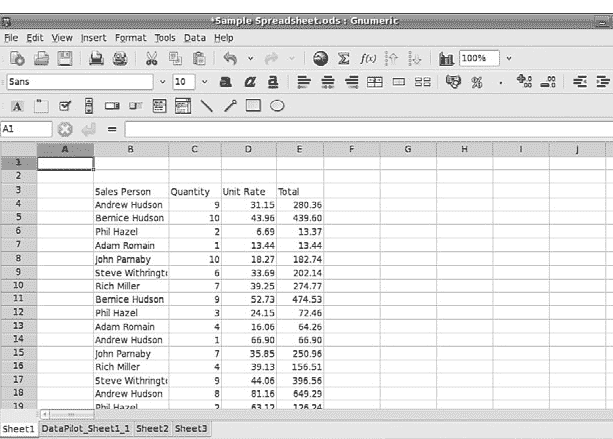 *Sample Spreadsheet.ods : Gnumeric
File Edit View Insert Format Tools Data Help
Σ f(x) 100%
Sans 10 a a a %
A
A1 =
A B C D E F G H I J
1
2
3 Sales Person Quantity Unit Rate Total
4 Andrew Hudson 9 31.15 280.36
5 Bernice Hudson 10 43.96 439.60
6 Phil Hazel 2 6.69 13.37
7 Adam Romain 1 13.44 13.44
8 John Parnaby 10 18.27 182.74
9 Steve Withringt 6 33.69 202.14
10 Rich Miller 7 39.25 274.77
11 Bernice Hudson 9 52.73 474.53
12 Phil Hazel 3 24.15 72.46
13 Adam Romain 4 16.06 64.26
14 Andrew Hudson 1 66.90 66.90
15 John Parnaby 7 35.85 250.96
16 Rich Miller 4 39.13 156.51
17 Steve Withringt 9 44.06 396.56
18 Andrew Hudson 8 81.16 649.29
19 Phil Hazel 2 63.12 126.24
Sheet1 DataPilot_Sheet1_1 Sheet2 Sheet3